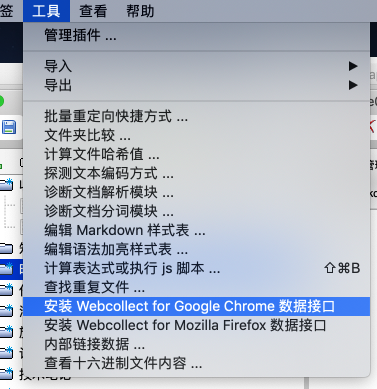 签 工具 查看 帮助
管理插件 ...
导入
导出
批量重定向快捷方式 ...
文件夹比较 ...
计算文件哈希值 ...
探测文本编码方式 ...
诊断文档解析模块 ...
诊断文档分词模块 ...
编辑 Markdown 样式表 ...
编辑语法加亮样式表 ...
计算表达式或执行 js 脚本 ... ⇧⌘B
查找重复文件 ...
安装 Webcollect for Google Chrome 数据接口
安装 Webcollect for Mozilla Firefox 数据接口
内部链接数据 ...
查看十六进制文件内容 ...